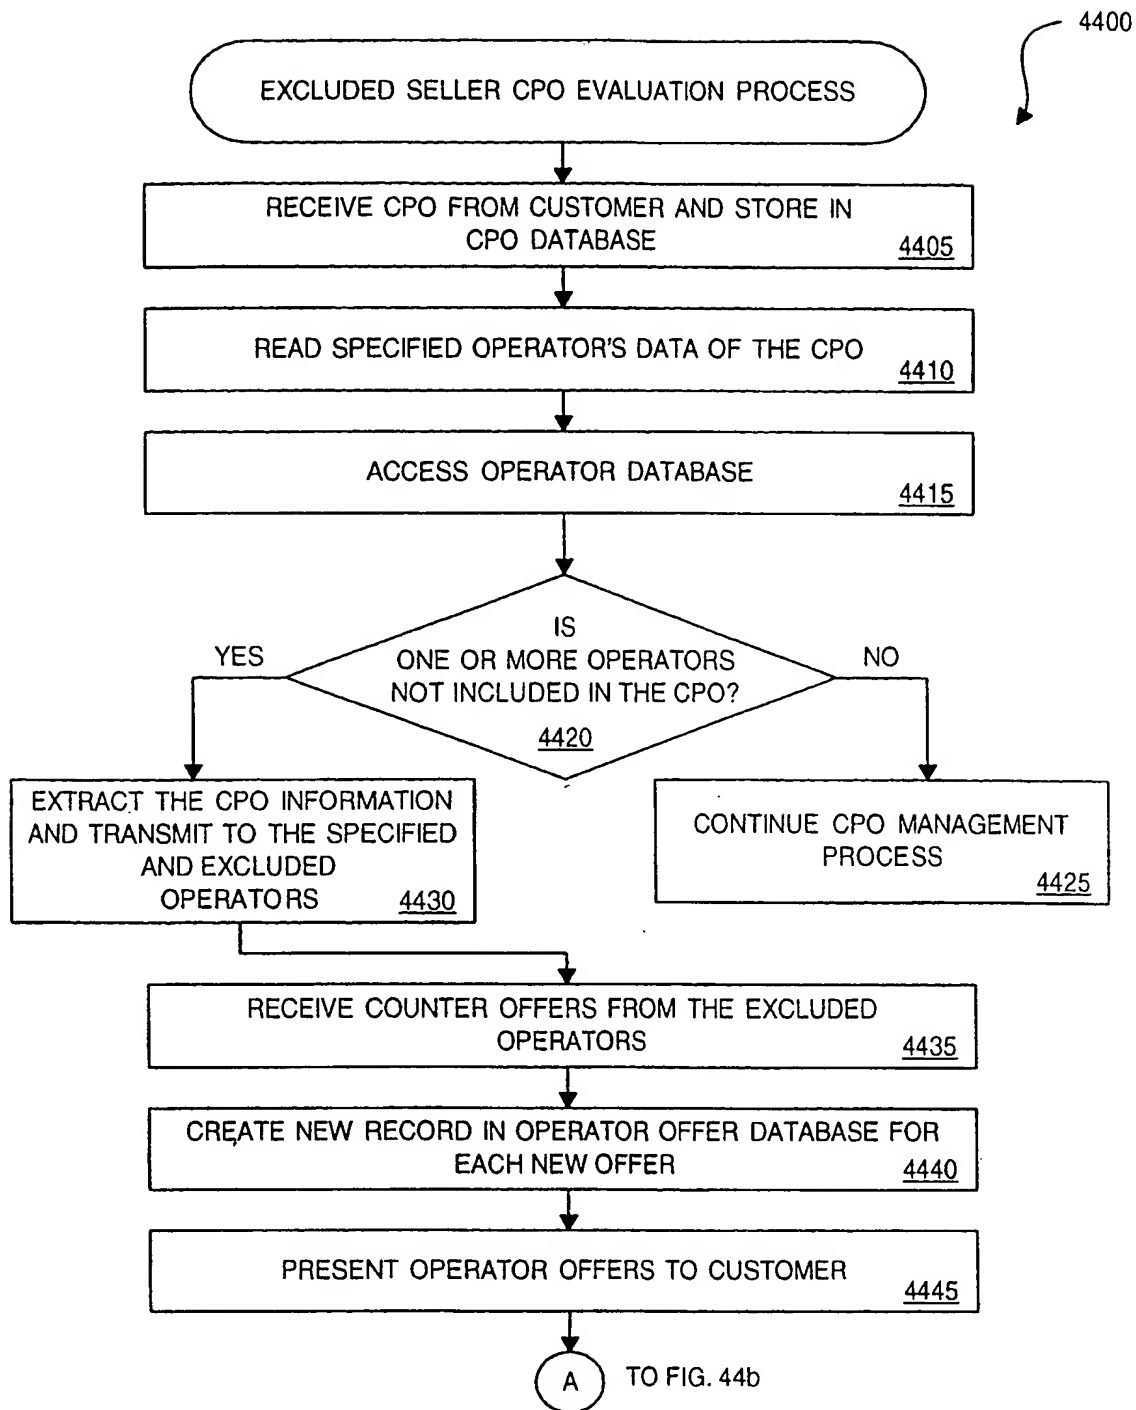 4400
EXCLUDED SELLER CPO EVALUATION PROCESS
RECEIVE CPO FROM CUSTOMER AND STORE IN
CPO DATABASE
4405
READ SPECIFIED OPERATOR'S DATA OF THE CPO
4410
ACCESS OPERATOR DATABASE
4415
IS
ONE OR MORE OPERATORS
NOT INCLUDED IN THE CPO?
4420
YES
NO
EXTRACT THE CPO INFORMATION
AND TRANSMIT TO THE SPECIFIED
AND EXCLUDED
OPERATORS
4430
CONTINUE CPO MANAGEMENT
PROCESS
4425
RECEIVE COUNTER OFFERS FROM THE EXCLUDED
OPERATORS
4435
CREATE NEW RECORD IN OPERATOR OFFER DATABASE FOR
EACH NEW OFFER
4440
PRESENT OPERATOR OFFERS TO CUSTOMER
4445
A
TO FIG. 44b